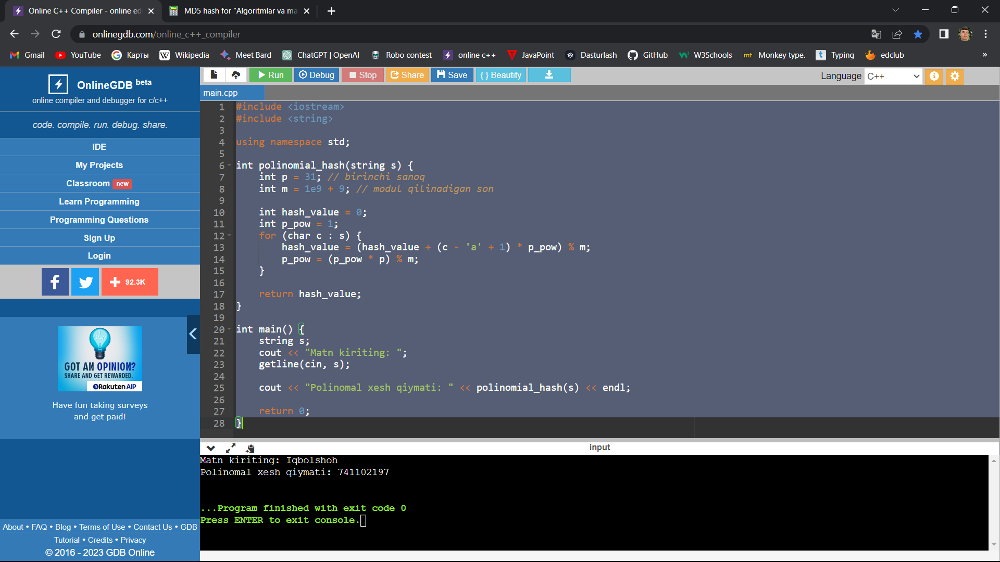 Online C++ Compiler - online ed
MD5 hash for "Algoritmlar va ma
onlinegdb.com/online_c++_compiler
Gmail YouTube Карты Wikipedia Meet Bard ChatGPT | OpenAI Robo contest online c++ JavaPoint Dasturlash GitHub W3Schools Monkey type. Typing edclub »
OnlineGDB beta
online compiler and debugger for c/c++
code. compile. run. debug. share.
IDE
My Projects
Classroom new
Learn Programming
Programming Questions
Sign Up
Login
+ 92.3K
GOT AN OPINION?
SHARE AND GET REWARDED.
Rakuten AIP
Have fun taking surveys
and get paid!
About • FAQ • Blog • Terms of Use • Contact Us • GDB
Tutorial • Credits • Privacy
© 2016 - 2023 GDB Online
Run Debug Stop Share Save { } Beautify
Language C++
main.cpp
1 #include <iostream>
2 #include <string>
3
4 using namespace std;
5
6 int polinomial_hash(string s) {
7     int p = 31; // birinchi sanoq
8     int m = 1e9 + 9; // modul qilinadigan son
9
10     int hash_value = 0;
11     int p_pow = 1;
12     for (char c : s) {
13         hash_value = (hash_value + (c - 'a' + 1) * p_pow) % m;
14         p_pow = (p_pow * p) % m;
15     }
16
17     return hash_value;
18 }
19
20 int main() {
21     string s;
22     cout << "Matn kiriting: ";
23     getline(cin, s);
24
25     cout << "Polinomal xesh qiymati: " << polinomial_hash(s) << endl;
26
27     return 0;
28 }
input
Matn kiriting: Iqbolshoh
Polinomal xesh qiymati: 741102197
...Program finished with exit code 0
Press ENTER to exit console.